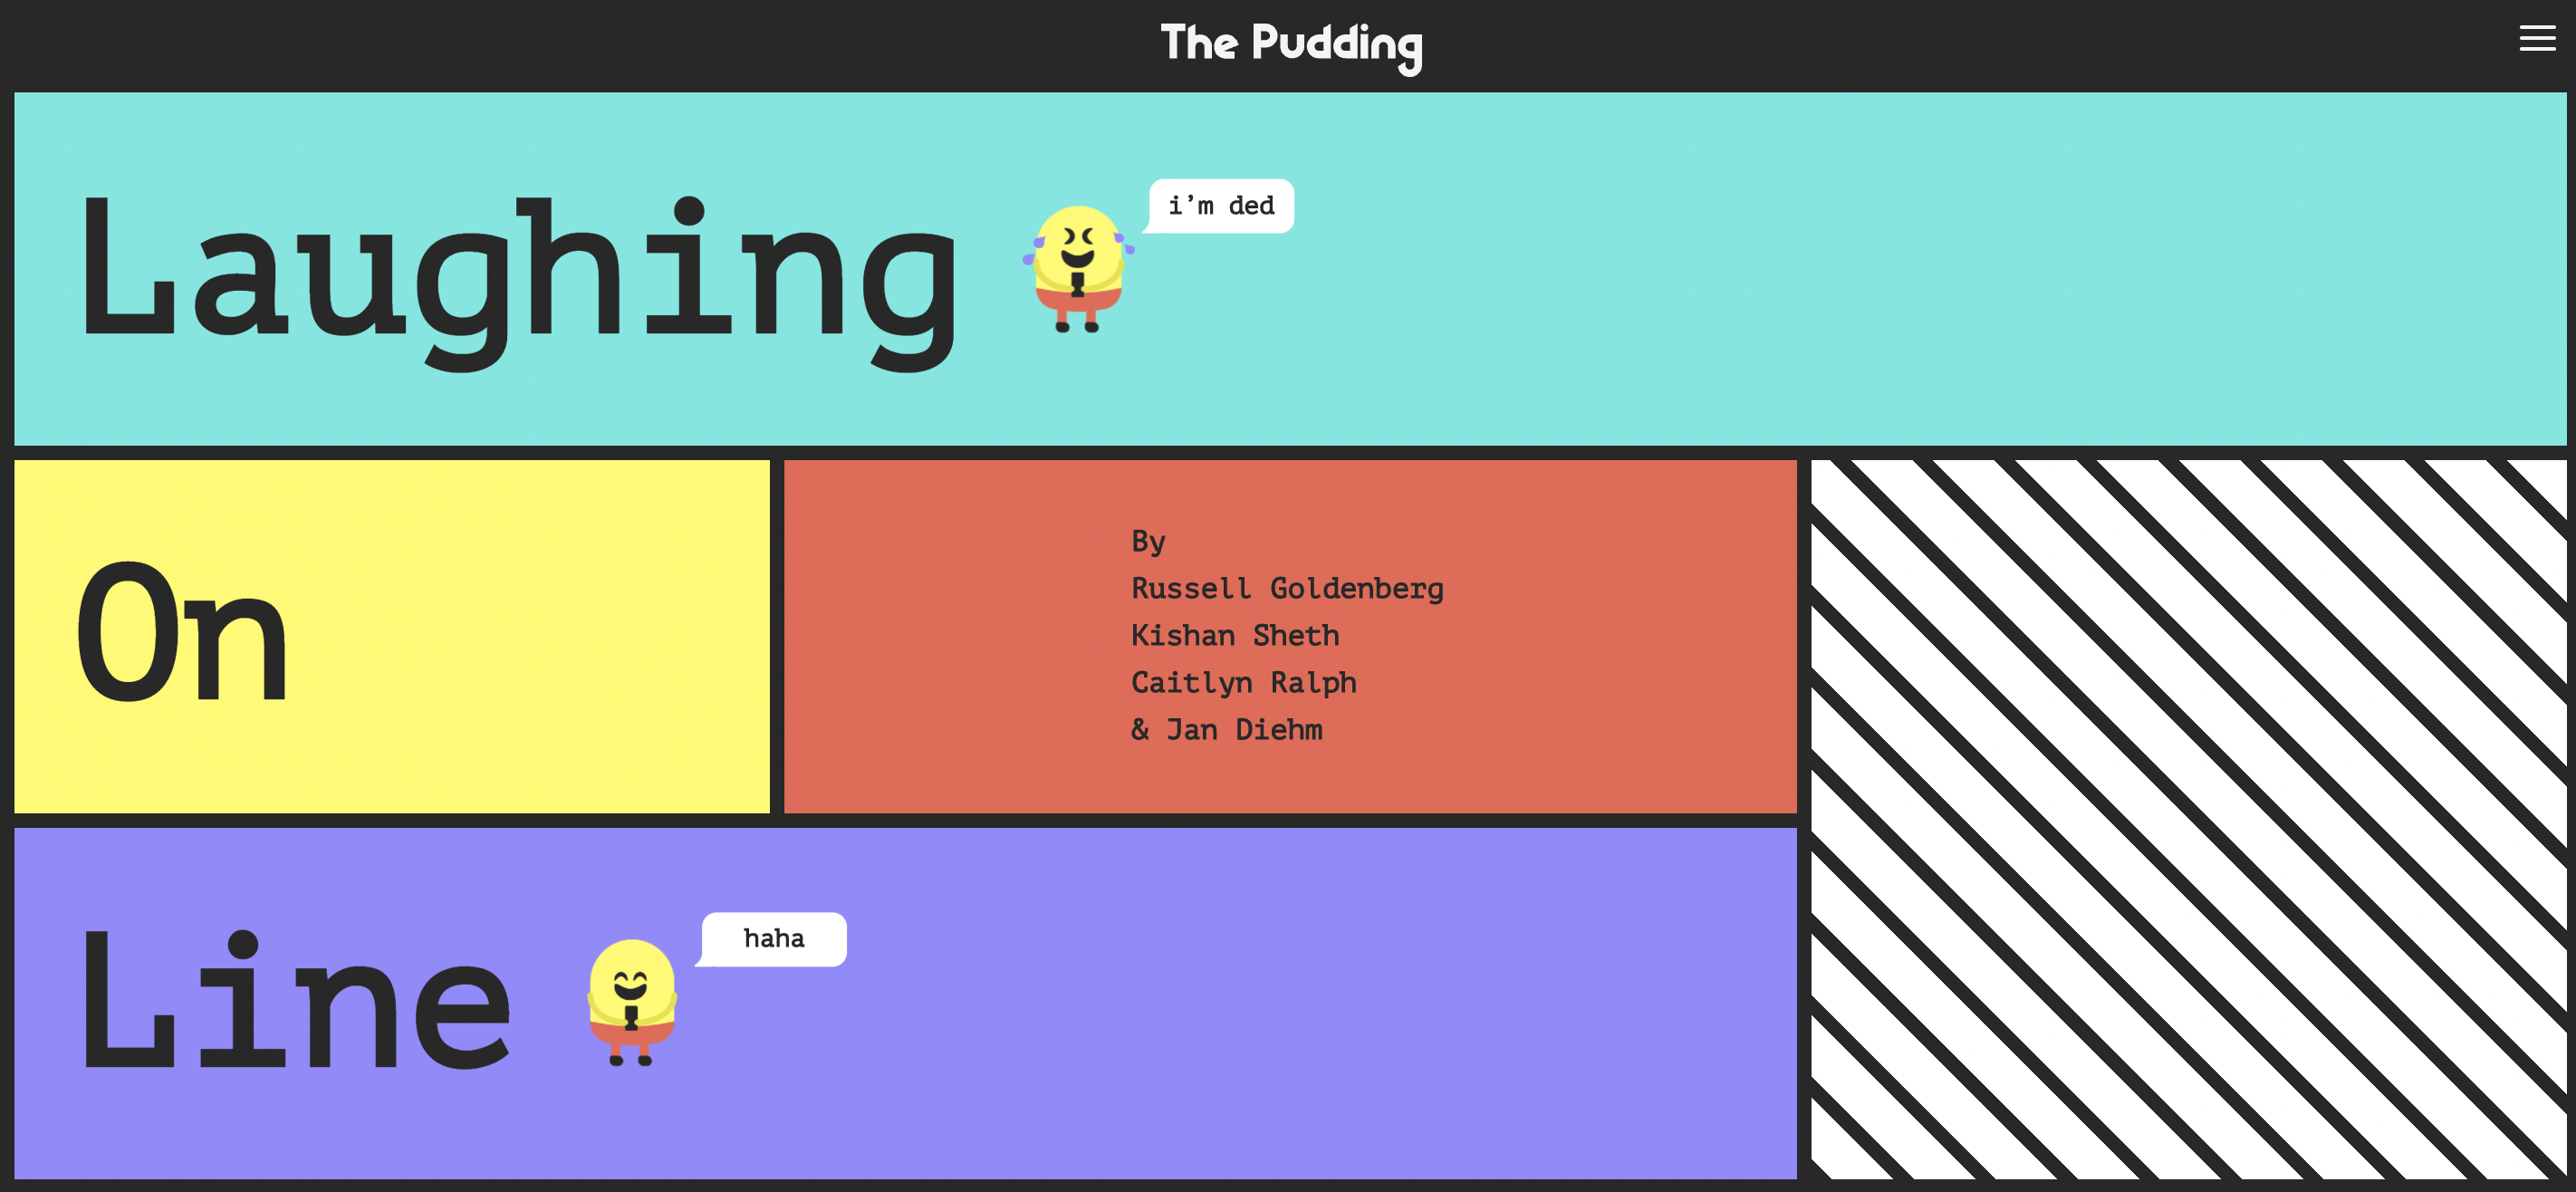 The Pudding
Laughing
i’m ded
On
By
Russell Goldenberg
Kishan Sheth
Caitlyn Ralph
& Jan Diehm
Line
haha